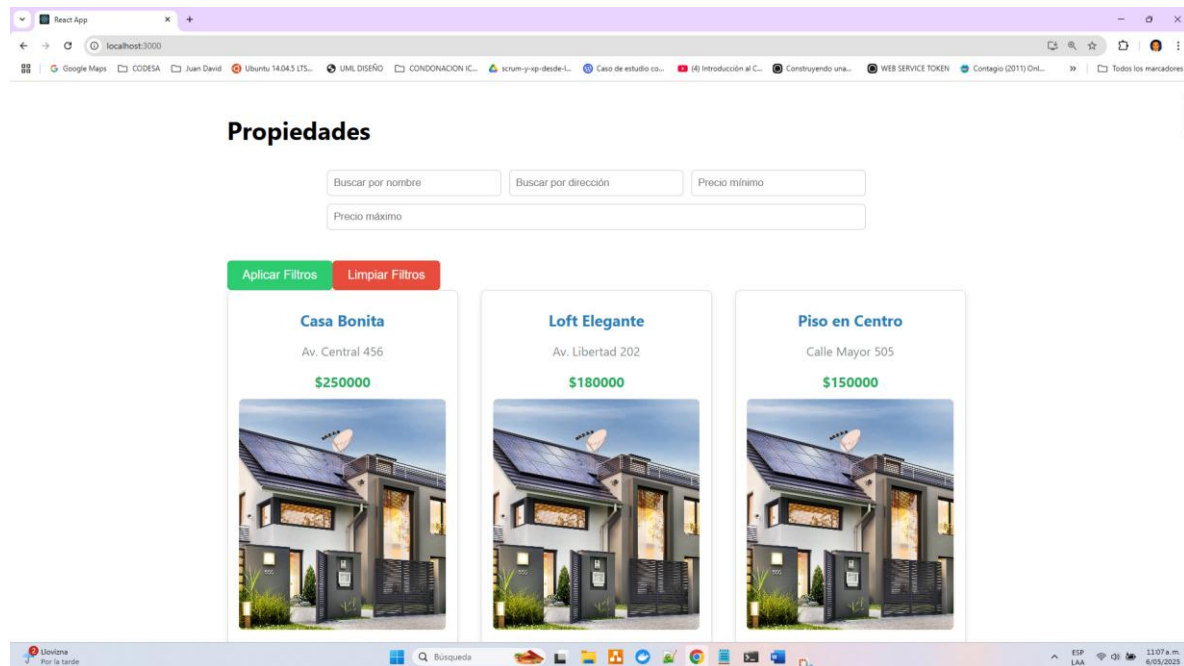 React App
localhost:3000
Google Maps CODESA Juan David Ubuntu 14.04.5 LTS... UML DISEÑO CONDONACION IC... scrum-y-xp-desde-l... Caso de estudio co... (4) Introducción al C... Construyendo una... WEB SERVICE TOKEN Contagio (2011) Onl... » Todos los marcadores
Propiedades
Buscar por nombre Buscar por dirección Precio mínimo
Precio máximo
Aplicar Filtros Limpiar Filtros
Casa Bonita Loft Elegante Piso en Centro
Av. Central 456 Av. Libertad 202 Calle Mayor 505
$250000 $180000 $150000
2 Llovizna Búsqueda ESP 11:07 a.m.
Por la tarde LAA 6/05/2025